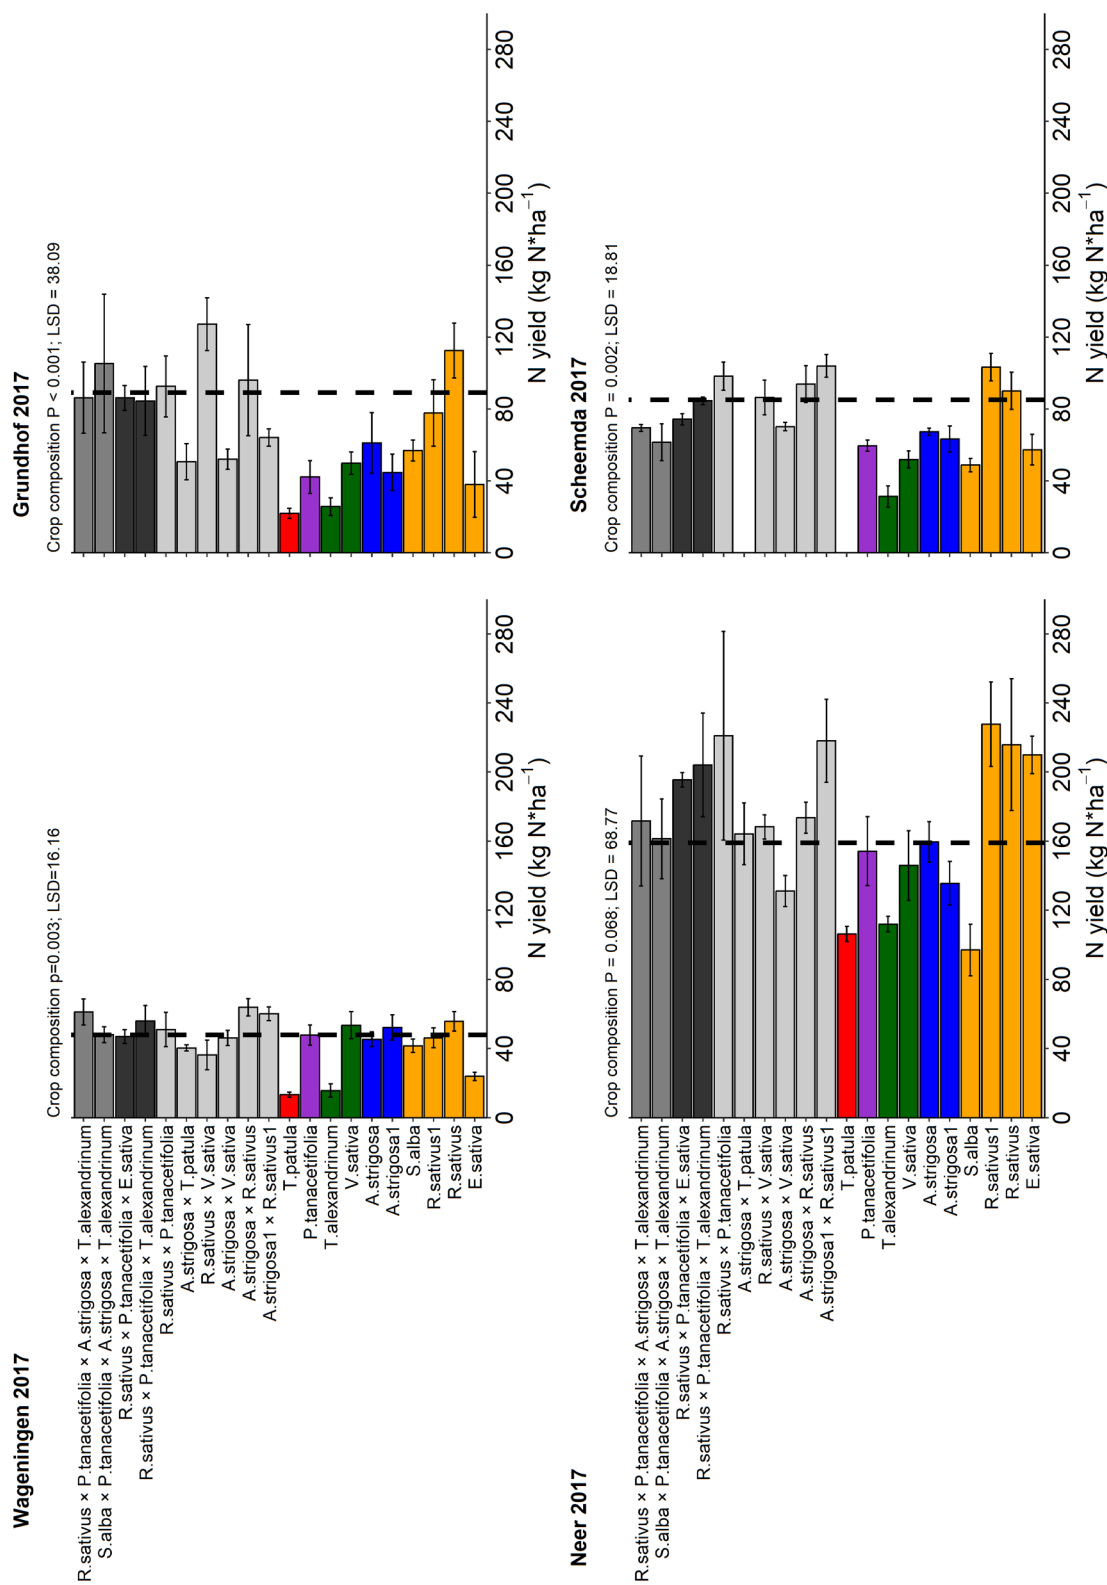 Wageningen 2017
Crop composition p=0.003; LSD=16.16
R.sativus × P.tanacetifolia × A.strigosa × T.alexandrinum
S.alba × P.tanacetifolia × A.strigosa × T.alexandrinum
R.sativus × P.tanacetifolia × E.sativa
R.sativus × P.tanacetifolia × T.alexandrinum
R.sativus × P.tanacetifolia
A.strigosa × T.patula
R.sativus × V.sativa
A.strigosa × V.sativa
A.strigosa × R.sativus
A.strigosa1 × R.sativus1
T.patula
P.tanacetifolia
T.alexandrinum
V.sativa
A.strigosa
A.strigosa1
S.alba
R.sativus1
R.sativus
E.sativa
0 40 80 120 160 200 240 280
N yield (kg N*ha⁻¹)
Grundhof 2017
Crop composition P < 0.001; LSD = 38.09
0 40 80 120 160 200 240 280
N yield (kg N*ha⁻¹)
Neer 2017
Crop composition P = 0.068; LSD = 68.77
R.sativus × P.tanacetifolia × A.strigosa × T.alexandrinum
S.alba × P.tanacetifolia × A.strigosa × T.alexandrinum
R.sativus × P.tanacetifolia × E.sativa
R.sativus × P.tanacetifolia × T.alexandrinum
R.sativus × P.tanacetifolia
A.strigosa × T.patula
R.sativus × V.sativa
A.strigosa × V.sativa
A.strigosa × R.sativus
A.strigosa1 × R.sativus1
T.patula
P.tanacetifolia
T.alexandrinum
V.sativa
A.strigosa
A.strigosa1
S.alba
R.sativus1
R.sativus
E.sativa
0 40 80 120 160 200 240 280
N yield (kg N*ha⁻¹)
Scheemda 2017
Crop composition P = 0.002; LSD = 18.81
0 40 80 120 160 200 240 280
N yield (kg N*ha⁻¹)